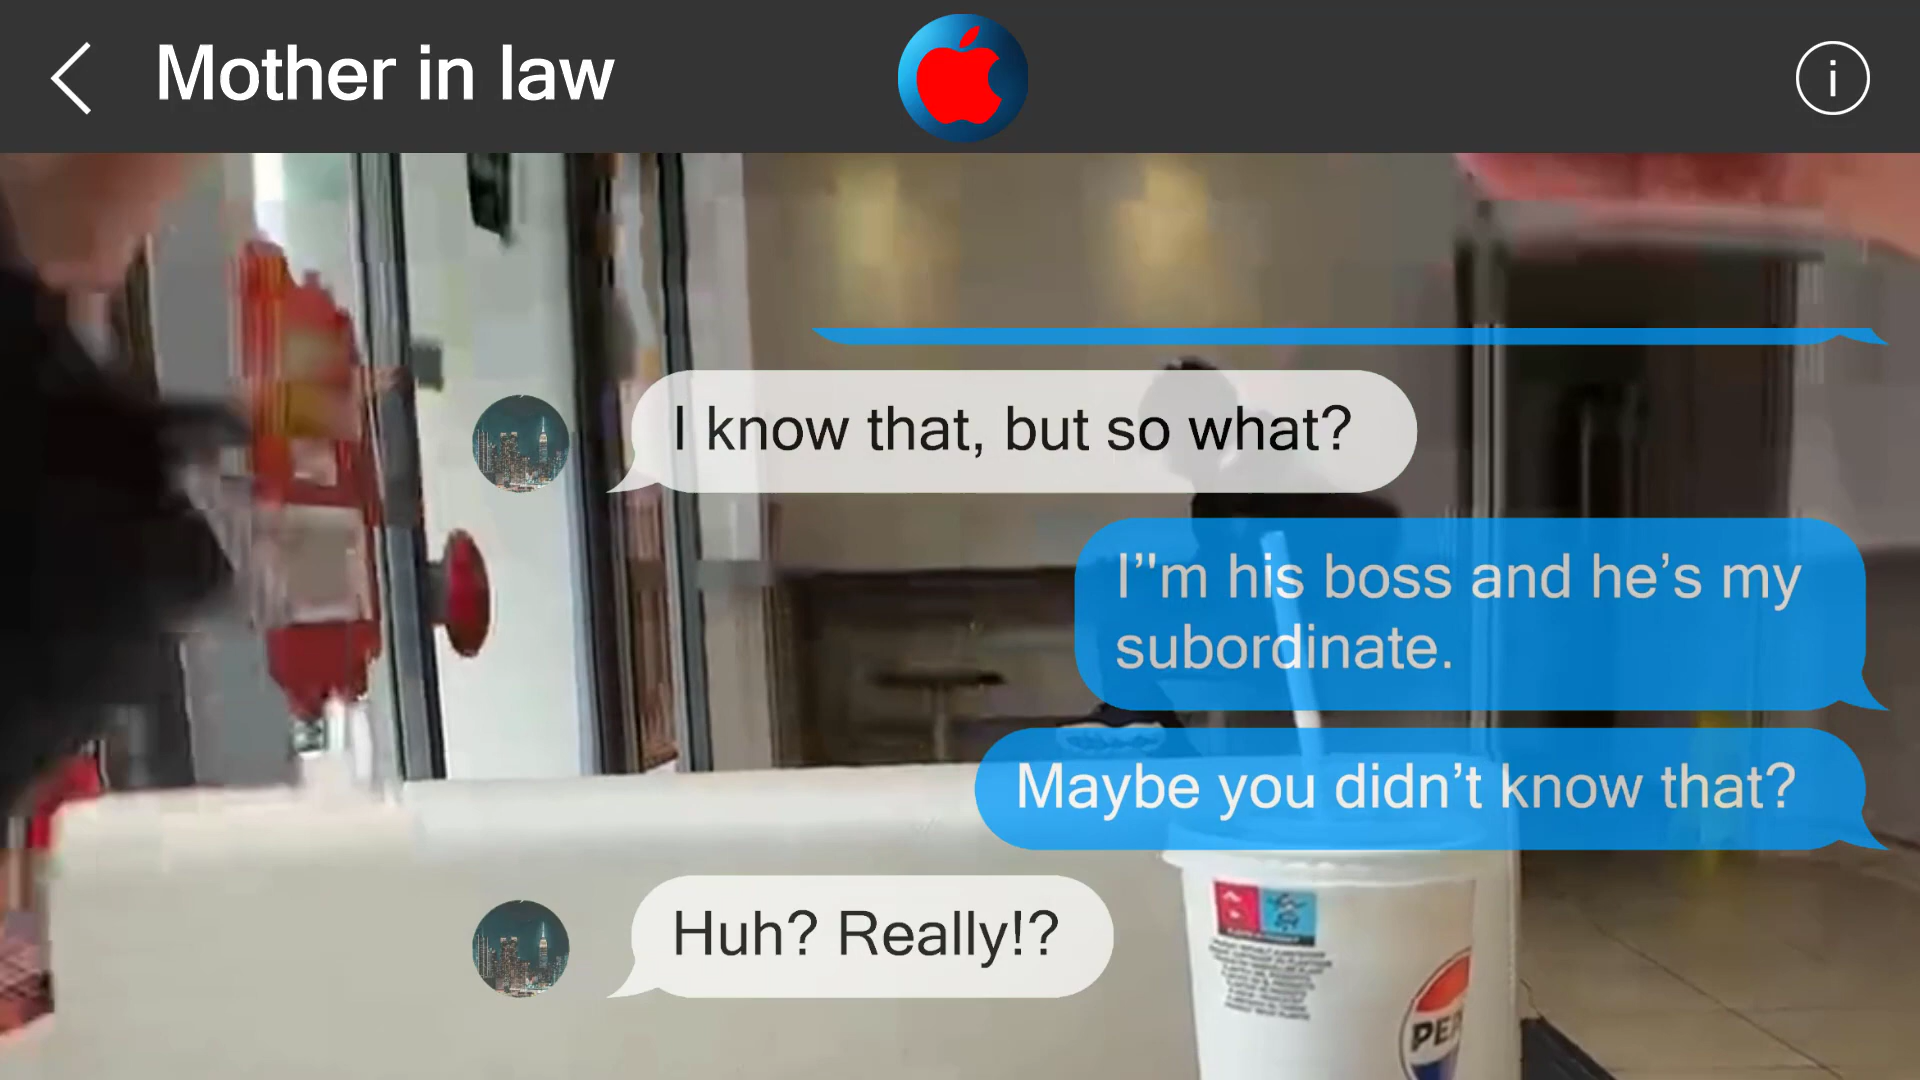 Mother in law
i
I know that, but so what?
I’'m his boss and he’s my
subordinate.
Maybe you didn’t know that?
Huh? Really!?